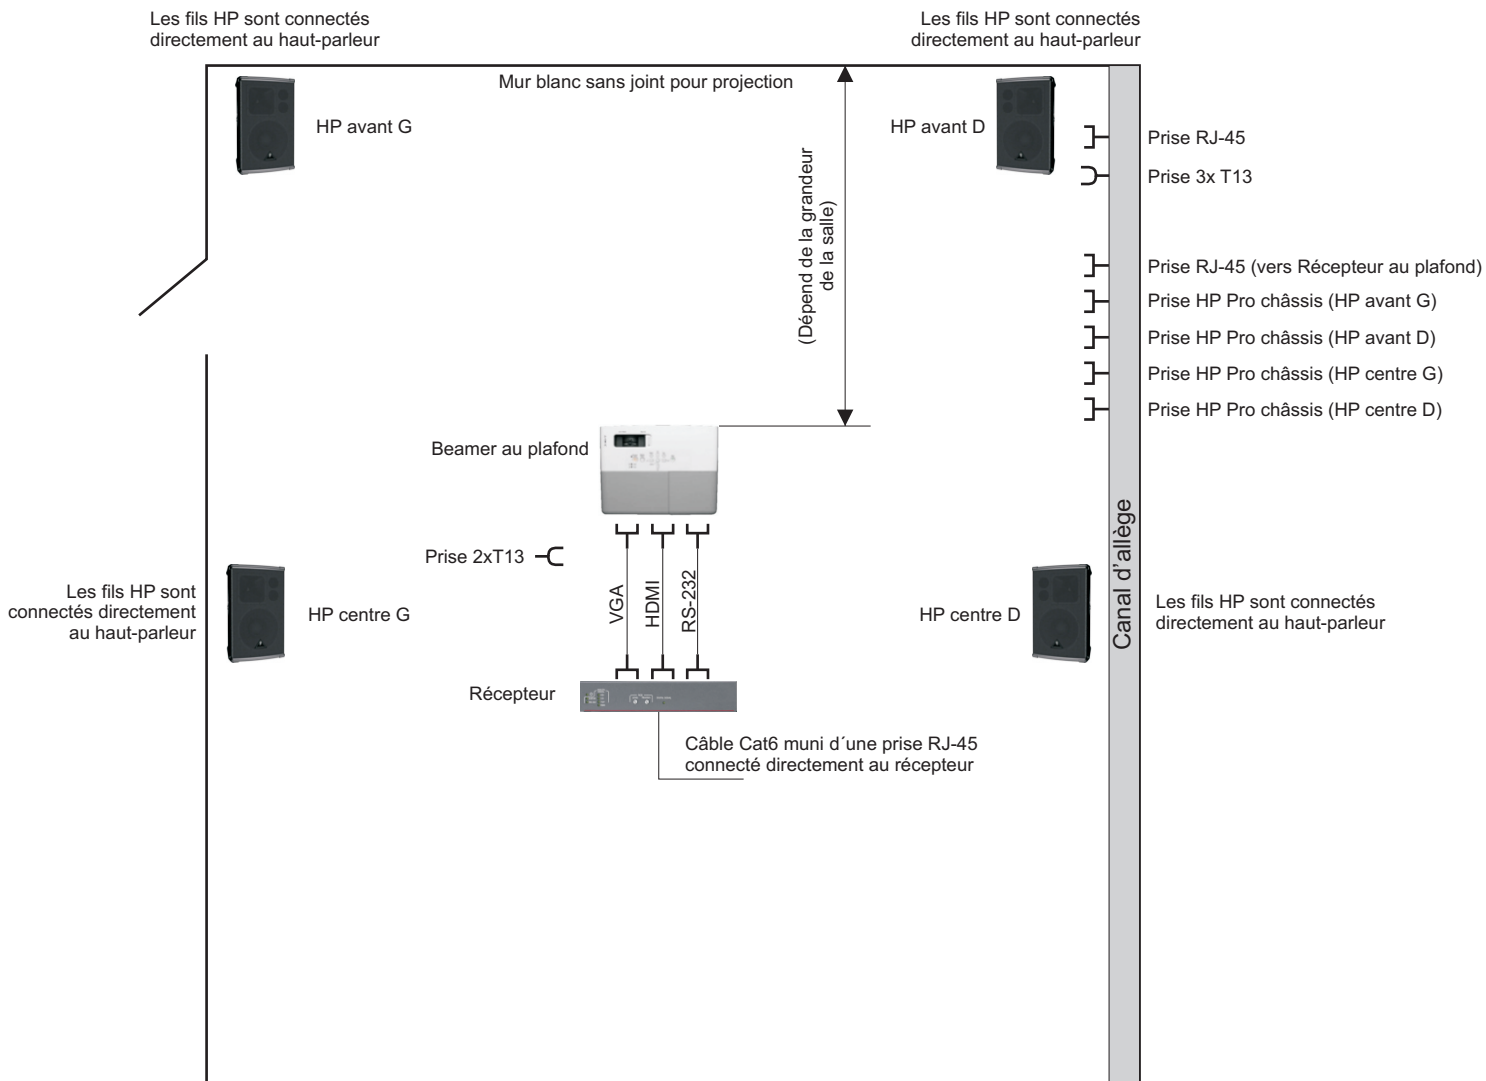 Les fils HP sont connectés
directement au haut-parleur
Les fils HP sont connectés
directement au haut-parleur
Mur blanc sans joint pour projection
HP avant G
HP avant D
Prise RJ-45
Prise 3x T13
(Dépend de la grandeur
de la salle)
Prise RJ-45 (vers Récepteur au plafond)
Prise HP Pro châssis (HP avant G)
Prise HP Pro châssis (HP avant D)
Prise HP Pro châssis (HP centre G)
Prise HP Pro châssis (HP centre D)
Beamer au plafond
Prise 2xT13
VGA
HDMI
RS-232
Canal d'allège
Les fils HP sont
connectés directement
au haut-parleur
HP centre G
HP centre D
Les fils HP sont connectés
directement au haut-parleur
Récepteur
Câble Cat6 muni d´une prise RJ-45
connecté directement au récepteur